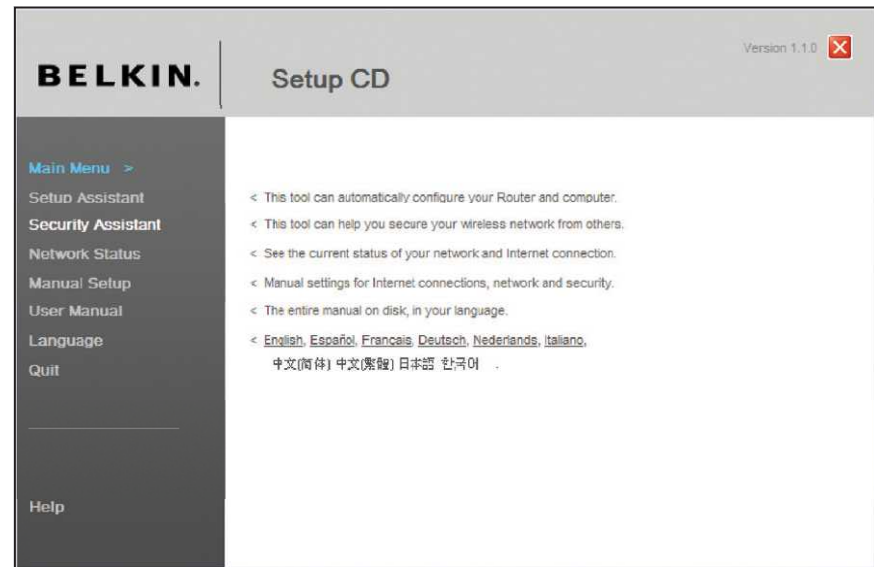 BELKIN.
Setup CD
Version 1.1.0
Main Menu >
Setup Assistant
< This tool can automatically configure your Router and computer.
Security Assistant
< This tool can help you secure your wireless network from others.
Network Status
< See the current status of your network and Internet connection.
Manual Setup
< Manual settings for Internet connections, network and security.
User Manual
< The entire manual on disk, in your language.
Language
< English, Español, Francais, Deutsch, Nederlands, Italiano,
中文(简体) 中文(繁體) 日本語 한국어 .
Quit
Help